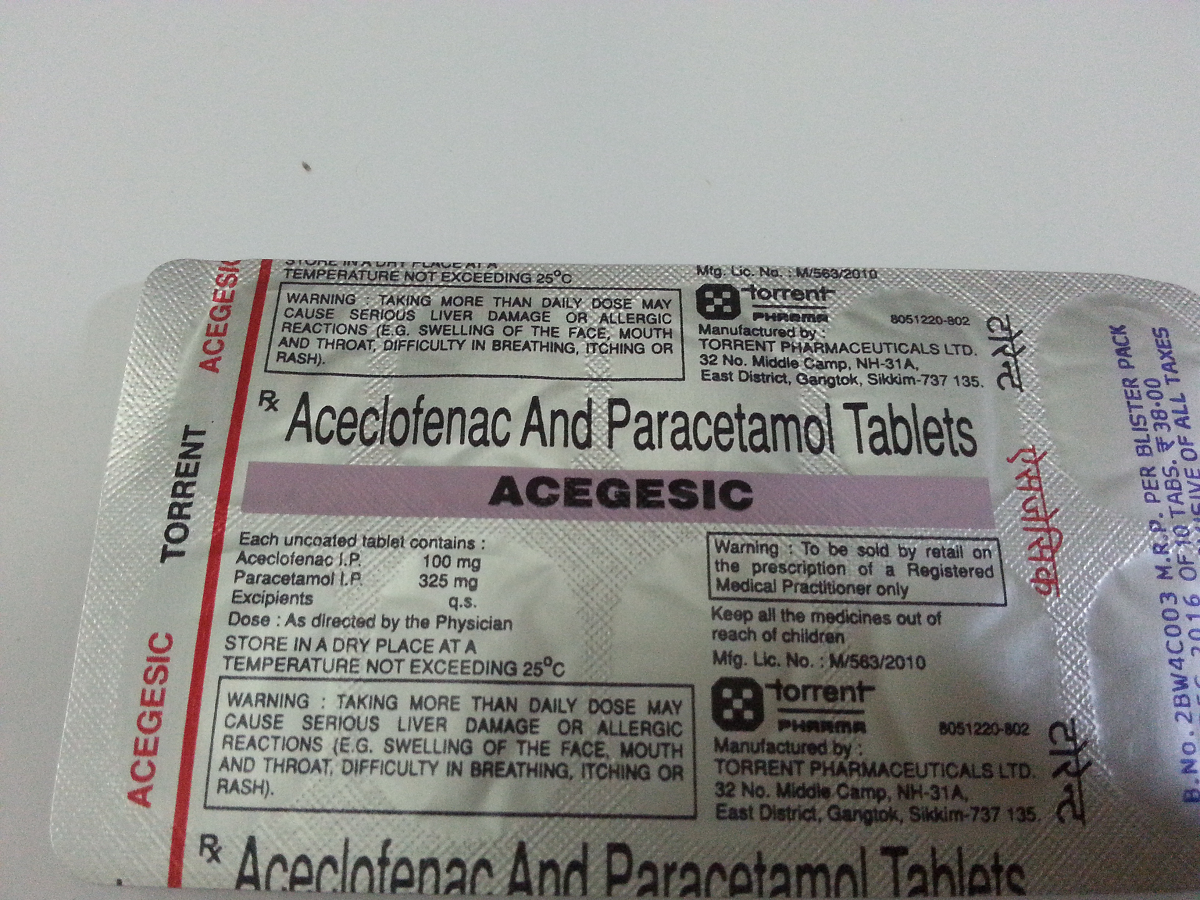 STORE IN A DRY PLACE AT A
TEMPERATURE NOT EXCEEDING 25°C
WARNING : TAKING MORE THAN DAILY DOSE MAY
CAUSE SERIOUS LIVER DAMAGE OR ALLERGIC
REACTIONS (E.G. SWELLING OF THE FACE, MOUTH
AND THROAT, DIFFICULTY IN BREATHING, ITCHING OR
RASH).
Mfg. Lic. No. : M/563/2010
torrent
PHARMA
8051220-802
Manufactured by :
TORRENT PHARMACEUTICALS LTD.
32 No. Middle Camp, NH-31A,
East District, Gangtok, Sikkim-737 135.
Rx Aceclofenac And Paracetamol Tablets
ACEGESIC
Each uncoated tablet contains :
Aceclofenac I.P. 100 mg
Paracetamol I.P. 325 mg
Excipients q.s.
Dose : As directed by the Physician
STORE IN A DRY PLACE AT A
TEMPERATURE NOT EXCEEDING 25°C
WARNING : TAKING MORE THAN DAILY DOSE MAY
CAUSE SERIOUS LIVER DAMAGE OR ALLERGIC
REACTIONS (E.G. SWELLING OF THE FACE, MOUTH
AND THROAT, DIFFICULTY IN BREATHING, ITCHING OR
RASH).
Warning : To be sold by retail on
the prescription of a Registered
Medical Practitioner only
Keep all the medicines out of
reach of children
Mfg. Lic. No. : M/563/2010
torrent
PHARMA
8051220-802
Manufactured by :
TORRENT PHARMACEUTICALS LTD.
32 No. Middle Camp, NH-31A,
East District, Gangtok, Sikkim-737 135.
Rx Aceclofenac And Paracetamol Tablets
ACEGESIC
TORRENT
ACEGESIC
ऐसजेसिक
B.No. 2BW4C003 M.R.P. PER BLISTER PACK
2016 OF 10 TABS. ₹38.00
OF ALL TAXES